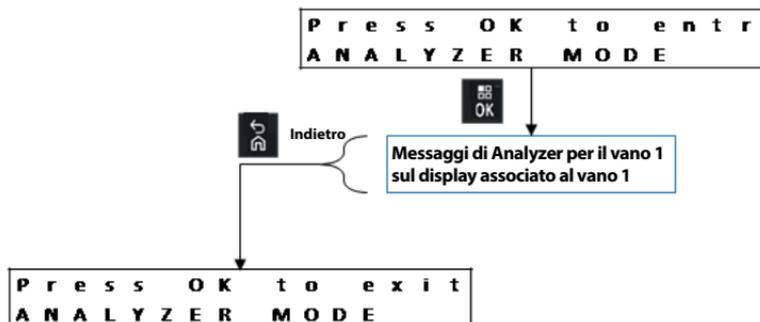 Press OK to entr
ANALYZER MODE
OK
Indietro
Messaggi di Analyzer per il vano 1
sul display associato al vano 1
Press OK to exit
ANALYZER MODE